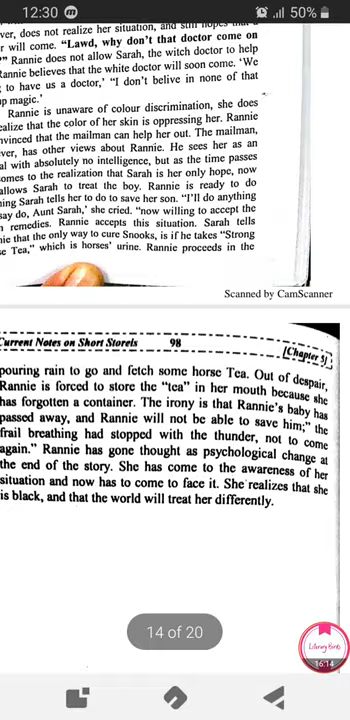 12:30
50%
ver, does not realize her situation, and still hopes that a
r will come. "Lawd, why don't that doctor come on
?" Rannie does not allow Sarah, the witch doctor to help
Rannie believes that the white doctor will soon come. 'We
g to have us a doctor,' "I don't belive in none of that
up magic.'
Rannie is unaware of colour discrimination, she does
ealize that the color of her skin is oppressing her. Rannie
nvinced that the mailman can help her out. The mailman,
ver, has other views about Rannie. He sees her as an
al with absolutely no intelligence, but as the time passes
comes to the realization that Sarah is her only hope, now
allows Sarah to treat the boy. Rannie is ready to do
ning Sarah tells her to do to save her son. "I'll do anything
say do, Aunt Sarah,' she cried. "now willing to accept the
n remedies. Rannie accepts this situation. Sarah tells
nie that the only way to cure Snooks, is if he takes "Strong
se Tea," which is horses' urine. Rannie proceeds in the
Scanned by CamScanner
Current Notes on Short Storels 98 [Chapter 5]
pouring rain to go and fetch some horse Tea. Out of despair,
Rannie is forced to store the "tea" in her mouth because she
has forgotten a container. The irony is that Rannie's baby has
passed away, and Rannie will not be able to save him;" the
frail breathing had stopped with the thunder, not to come
again." Rannie has gone thought as psychological change at
the end of the story. She has come to the awareness of her
situation and now has to come to face it. She realizes that she
is black, and that the world will treat her differently.
14 of 20
Literary Hints
16:14